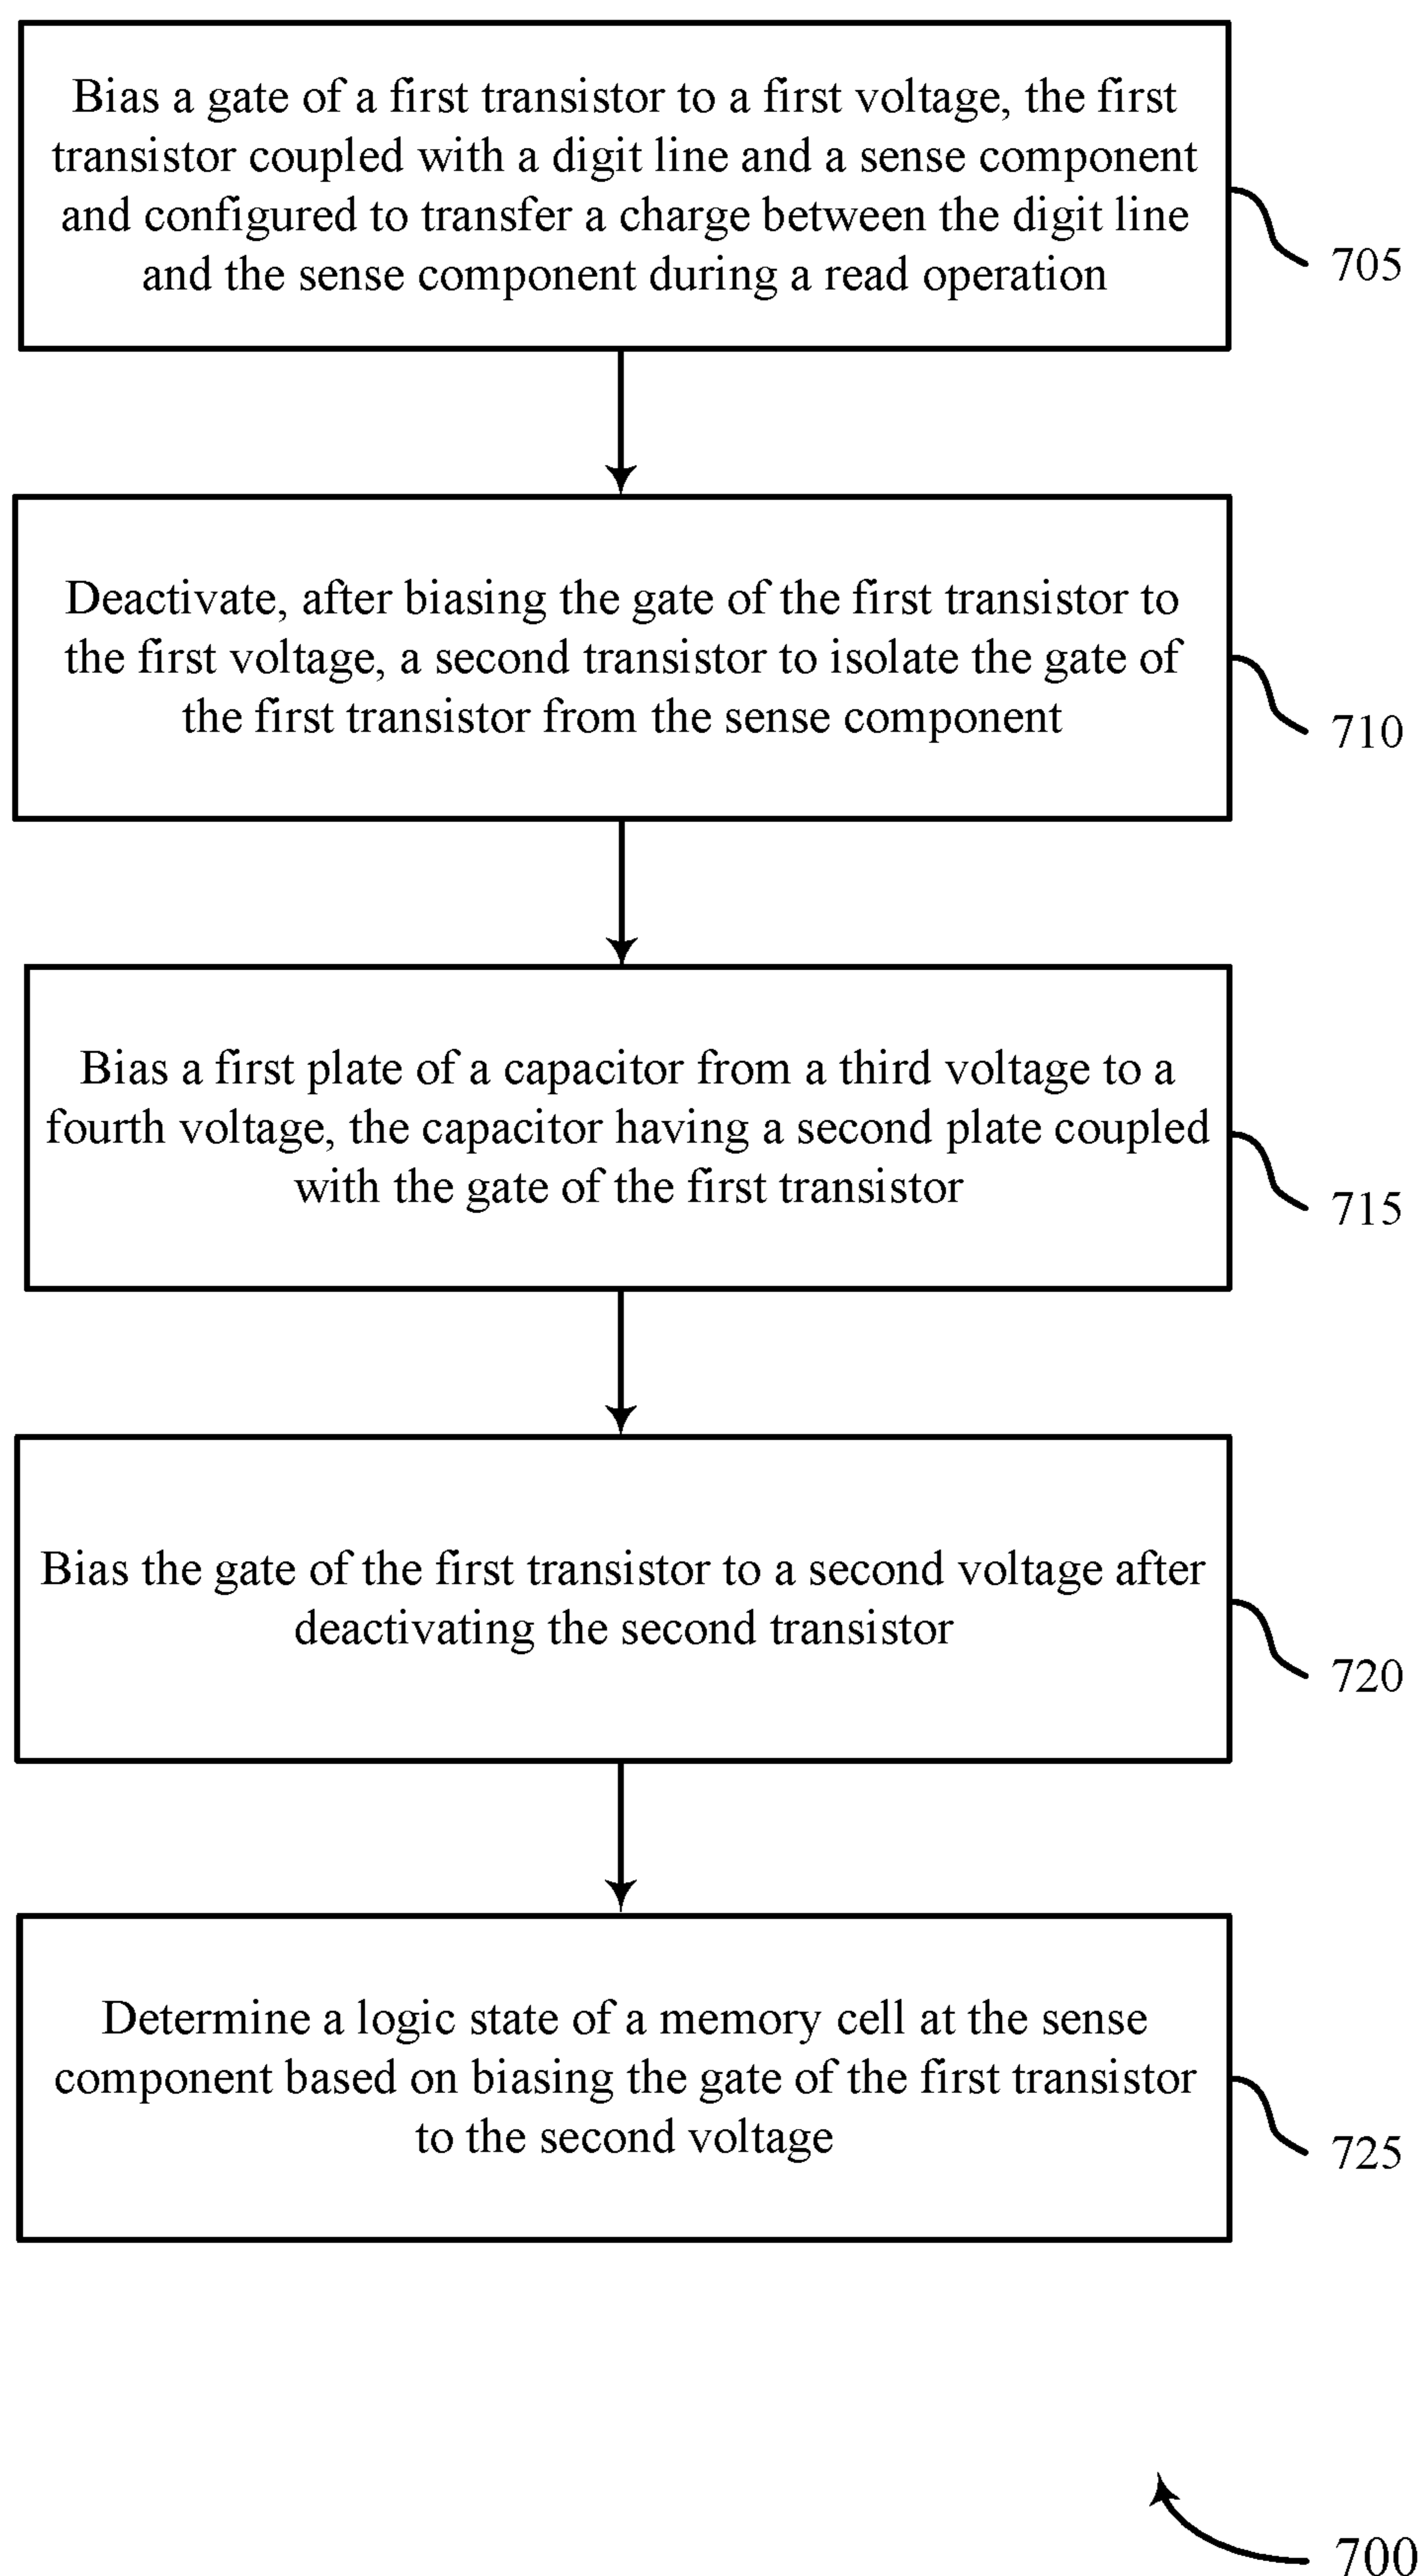 Bias a gate of a first transistor to a first voltage, the first
transistor coupled with a digit line and a sense component
and configured to transfer a charge between the digit line
and the sense component during a read operation
705
Deactivate, after biasing the gate of the first transistor to
the first voltage, a second transistor to isolate the gate of
the first transistor from the sense component
710
Bias a first plate of a capacitor from a third voltage to a
fourth voltage, the capacitor having a second plate coupled
with the gate of the first transistor
715
Bias the gate of the first transistor to a second voltage after
deactivating the second transistor
720
Determine a logic state of a memory cell at the sense
component based on biasing the gate of the first transistor
to the second voltage
725
700